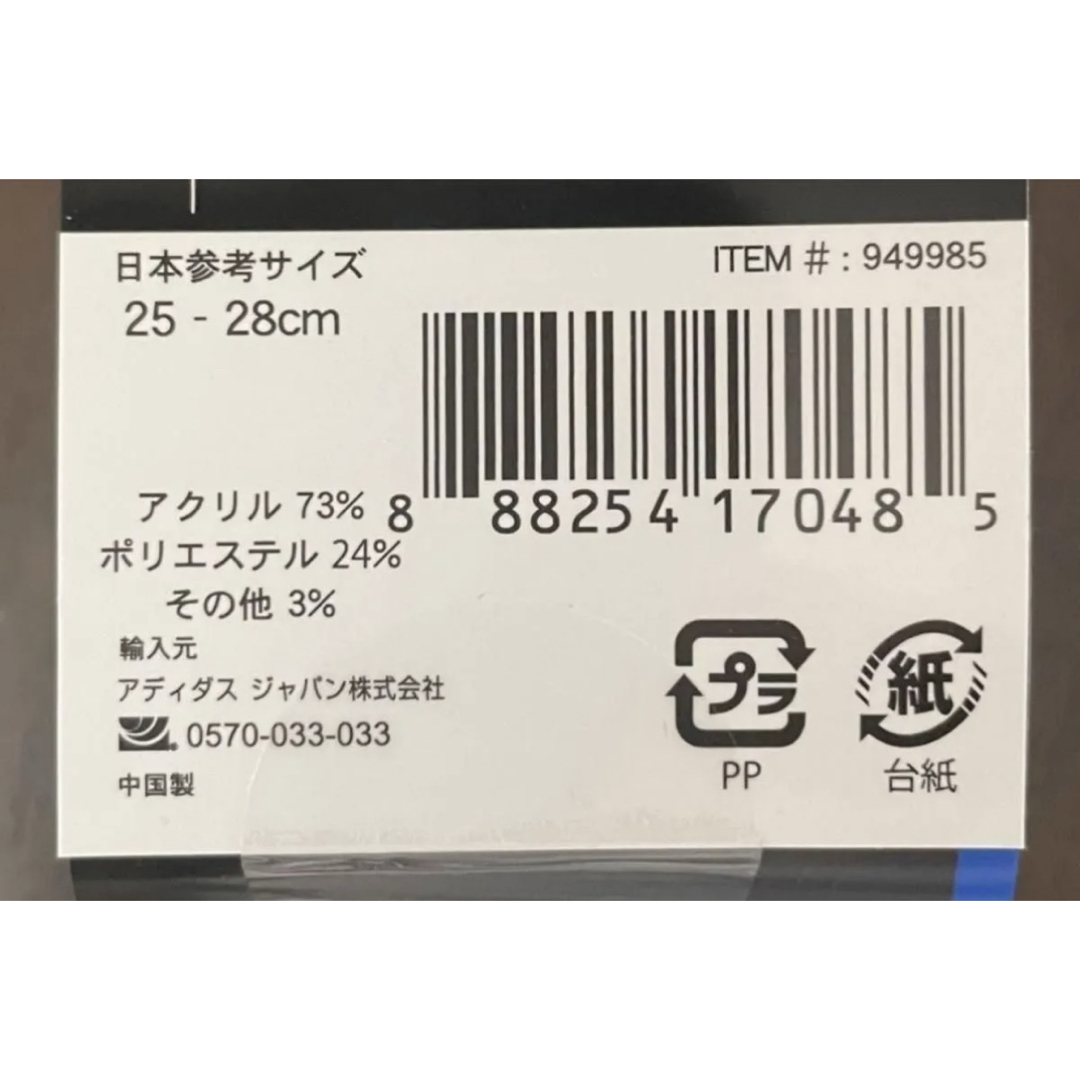 日本参考サイズ
25 - 28cm
ITEM # : 949985
8 88254 17048 5
アクリル 73%
ポリエステル 24%
その他 3%
輸入元
アディダス ジャパン株式会社
0570-033-033
中国製
プラ
PP
紙
台紙